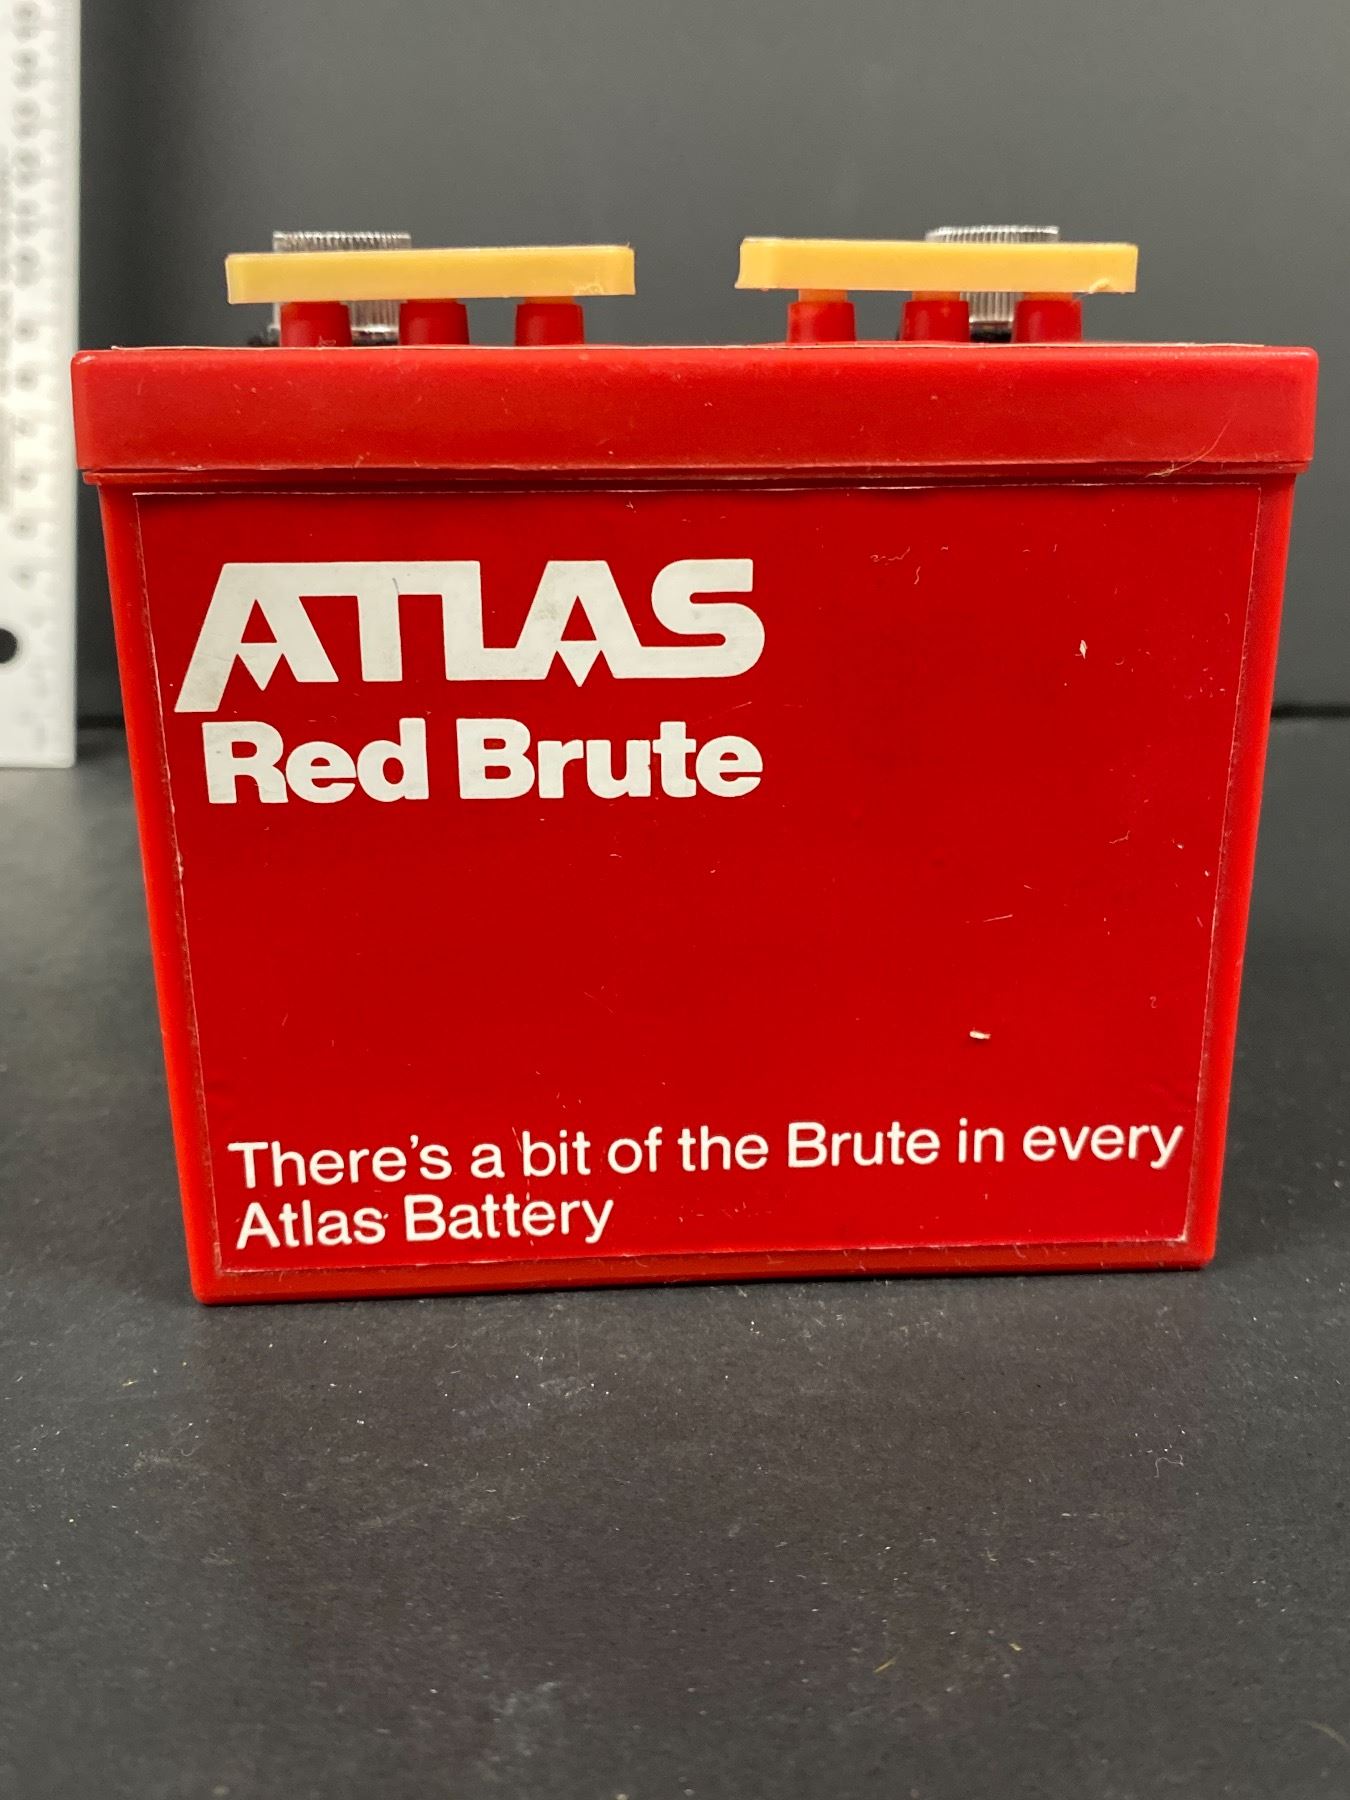 ATLAS
Red Brute
There's a bit of the Brute in every
Atlas Battery